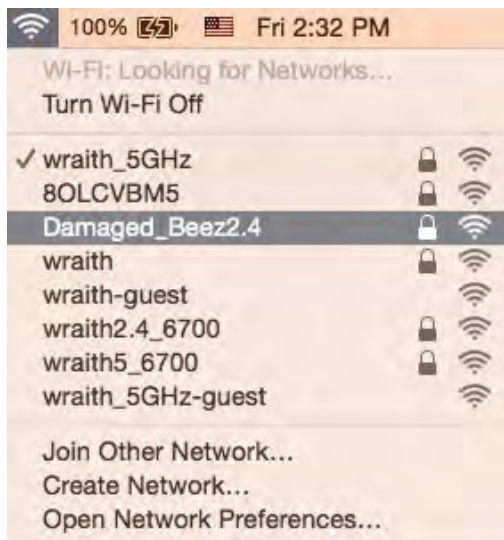 100% Fri 2:32 PM
Wi-Fi: Looking for Networks...
Turn Wi-Fi Off
✓ wraith_5GHz
8OLCVBM5
Damaged_Beez2.4
wraith
wraith-guest
wraith2.4_6700
wraith5_6700
wraith_5GHz-guest
Join Other Network...
Create Network...
Open Network Preferences...